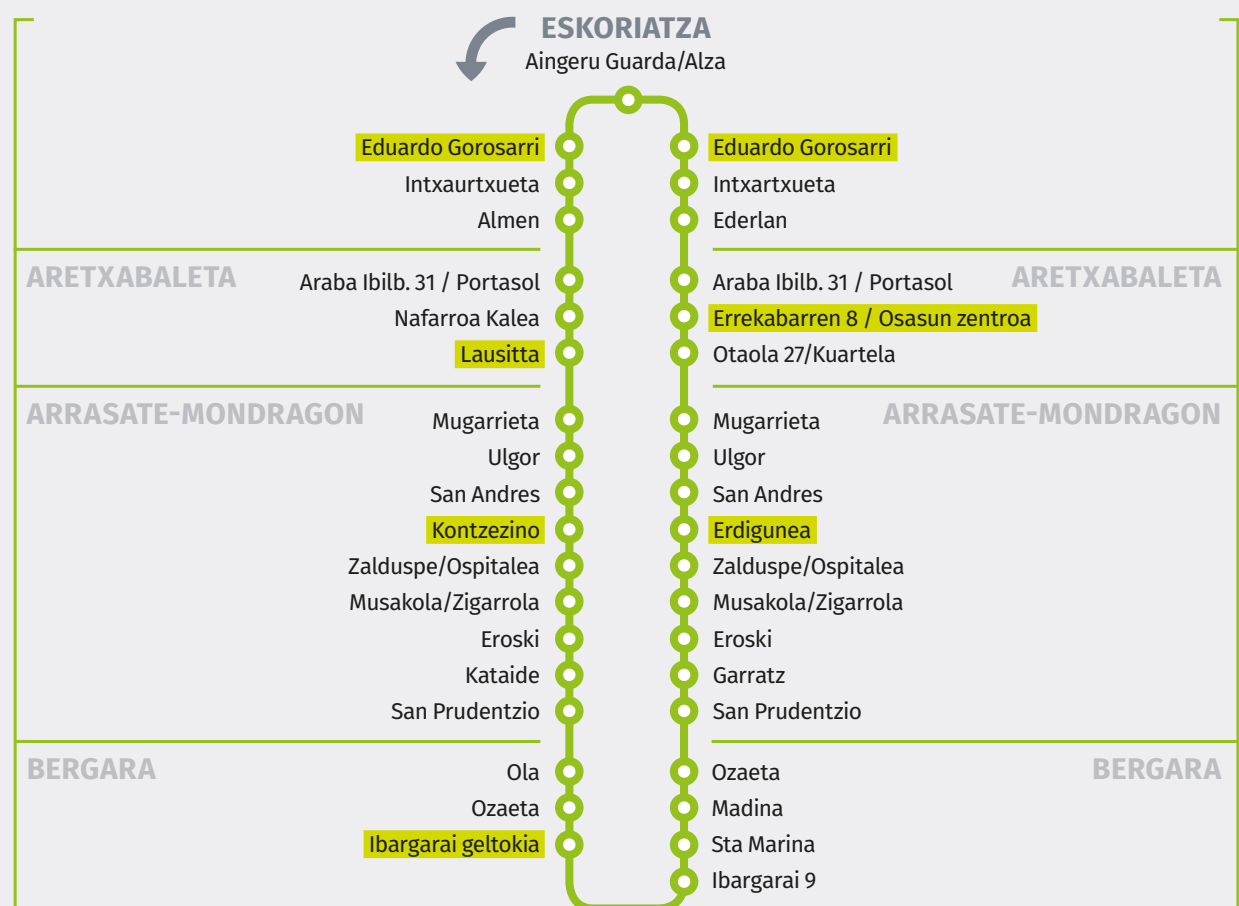 ESKORIATZA
Aingeru Guarda/Alza
Eduardo Gorosarri
Intxaurtxueta
Almen
Eduardo Gorosarri
Intxartxueta
Ederlan
ARETXABALETA
Araba Ibilb. 31 / Portasol
Nafarroa Kalea
Lausitta
Araba Ibilb. 31 / Portasol
ARETXABALETA
Errekabarren 8 / Osasun zentroa
Otaola 27/Kuartela
ARRASATE-MONDRAGON
Mugarrieta
Ulgor
San Andres
Kontzezino
Zalduspe/Ospitalea
Musakola/Zigarrola
Eroski
Kataide
San Prudentzio
Mugarrieta
ARRASATE-MONDRAGON
Ulgor
San Andres
Erdigunea
Zalduspe/Ospitalea
Musakola/Zigarrola
Eroski
Garratz
San Prudentzio
BERGARA
Ola
Ozaeta
Ibargarai geltokia
Ozaeta
BERGARA
Madina
Sta Marina
Ibargarai 9